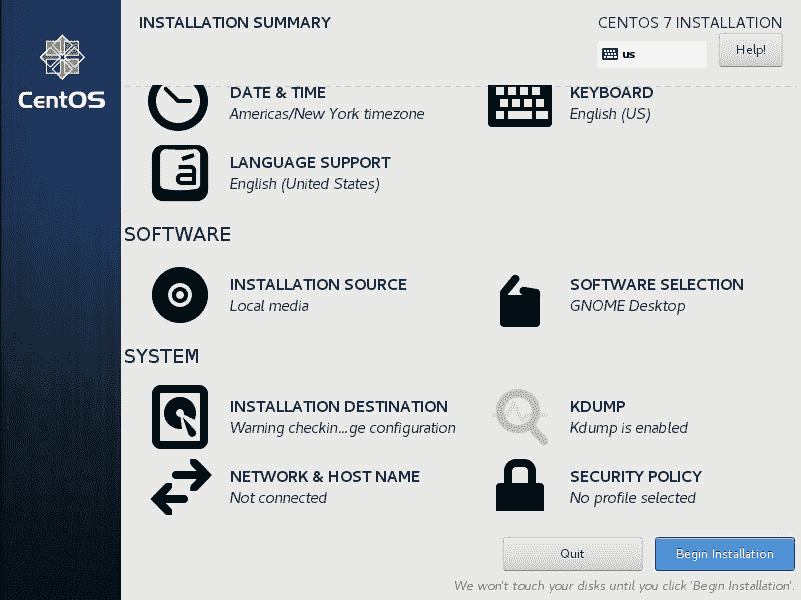 INSTALLATION SUMMARY
CENTOS 7 INSTALLATION
us
Help!
CentOS
DATE & TIME
Americas/New York timezone
KEYBOARD
English (US)
LANGUAGE SUPPORT
English (United States)
SOFTWARE
INSTALLATION SOURCE
Local media
SOFTWARE SELECTION
GNOME Desktop
SYSTEM
INSTALLATION DESTINATION
Warning checkin...ge configuration
KDUMP
Kdump is enabled
NETWORK & HOST NAME
Not connected
SECURITY POLICY
No profile selected
Quit
Begin Installation
We won't touch your disks until you click 'Begin Installation'.